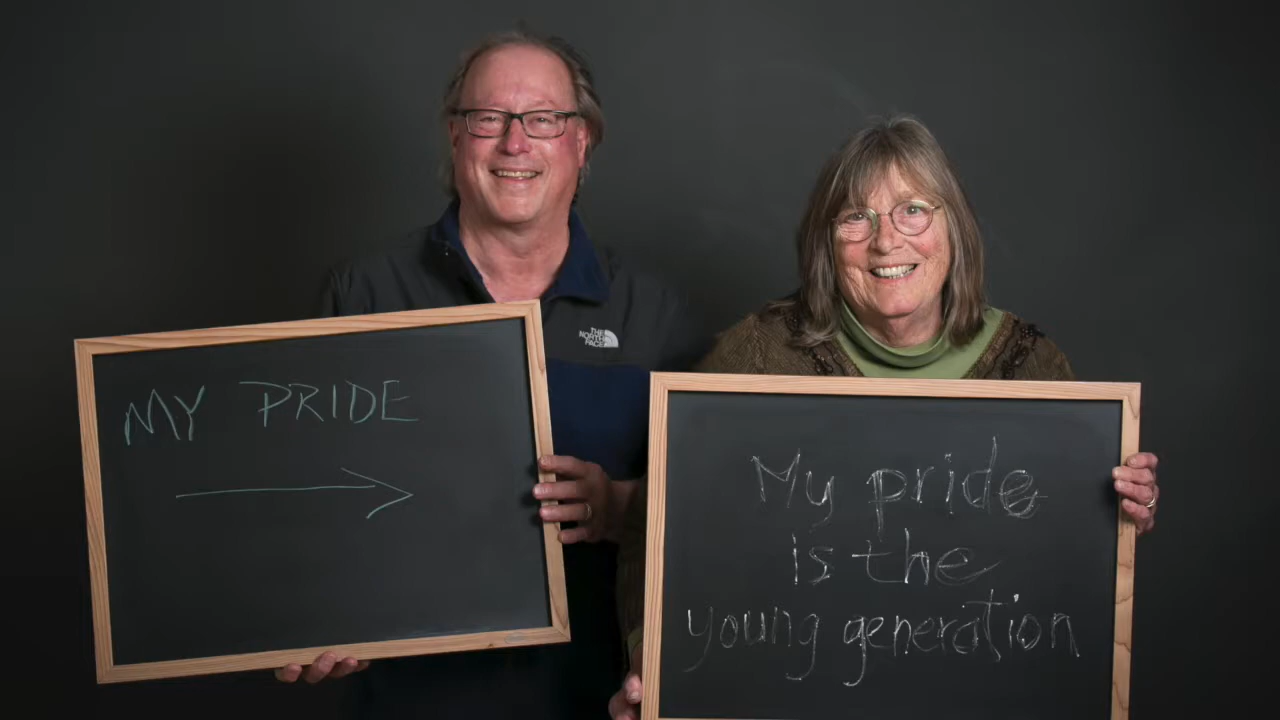 MY PRIDE
→
THE
NORTH
FACE
My pride
is the
young generation